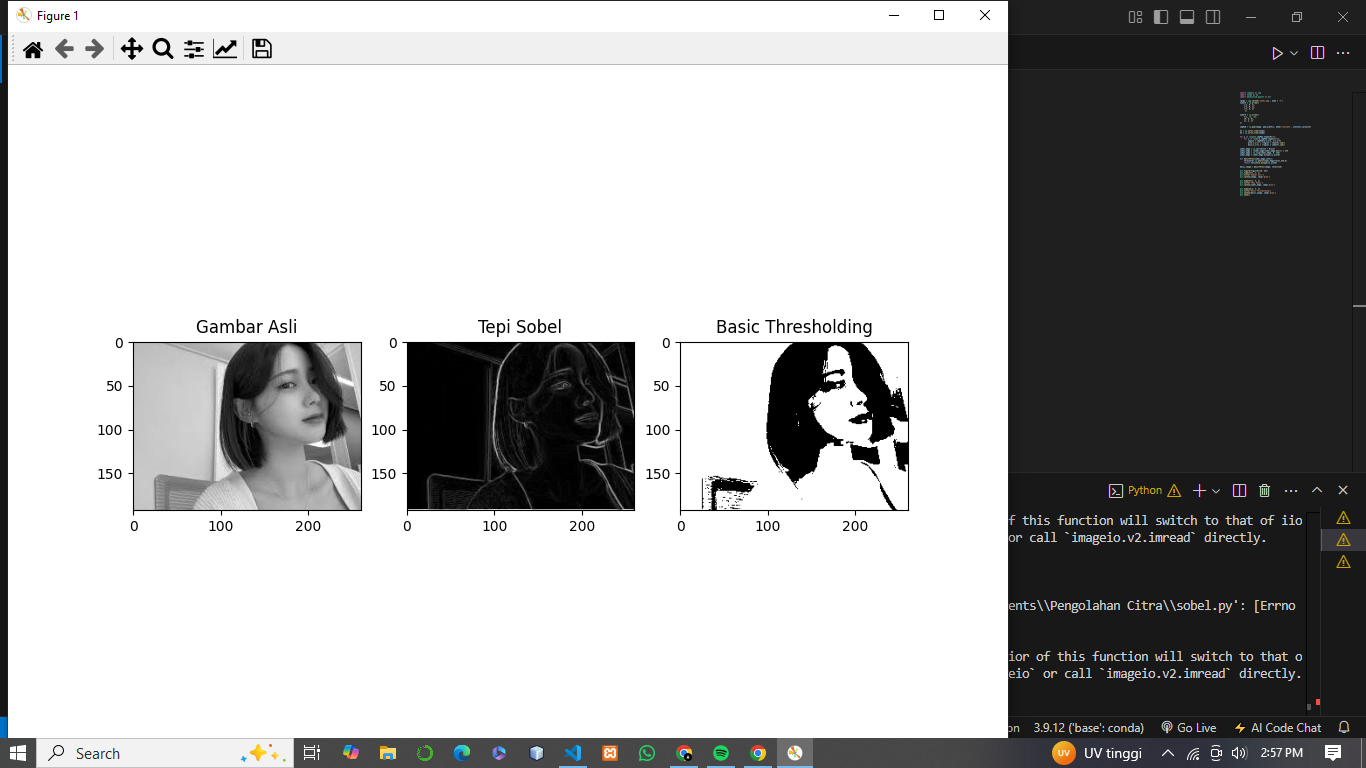 Figure 1
Gambar Asli
Tepi Sobel
Basic Thresholding
0
50
100
150
0
100
200
0
50
100
150
0
100
200
0
50
100
150
0
100
200
Python
f this function will switch to that of iio
or call `imageio.v2.imread` directly.
ents\\Pengolahan Citra\\sobel.py': [Errno
ior of this function will switch to that o
eio` or call `imageio.v2.imread` directly.
on
3.9.12 ('base': conda)
Go Live
AI Code Chat
Search
UV
UV tinggi
2:57 PM